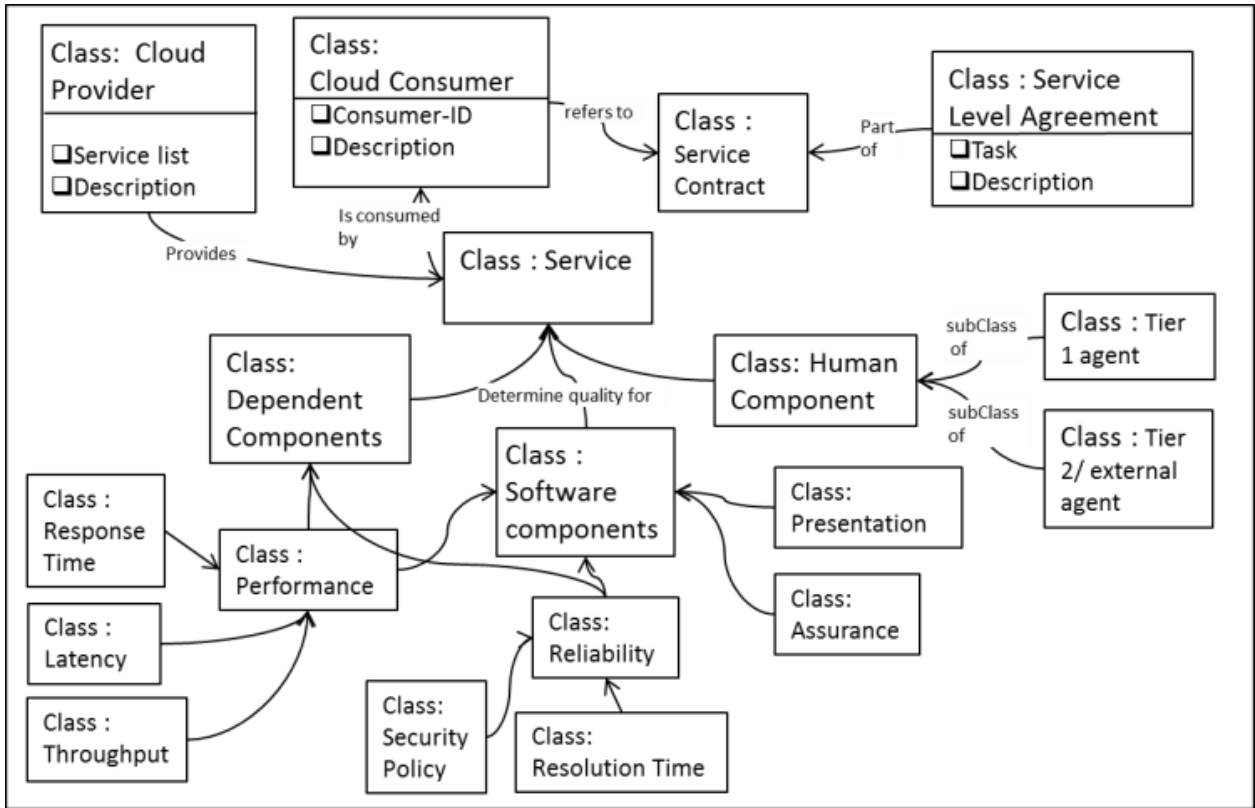 Class:  Cloud
Provider
❑Service list
❑Description
Class:
Cloud Consumer
❑Consumer-ID
❑Description
refers to
Class :
Service
Contract
Part
of
Class : Service
Level Agreement
❑Task
❑Description
Provides
Is consumed
by
Class : Service
Class:
Dependent
Components
Determine quality for
Class: Human
Component
subClass
of
Class : Tier
1 agent
subClass
of
Class : Tier
2/ external
agent
Class :
Software
components
Class:
Presentation
Class:
Assurance
Class :
Response
Time
Class :
Performance
Class :
Latency
Class :
Throughput
Class:
Reliability
Class:
Security
Policy
Class:
Resolution Time